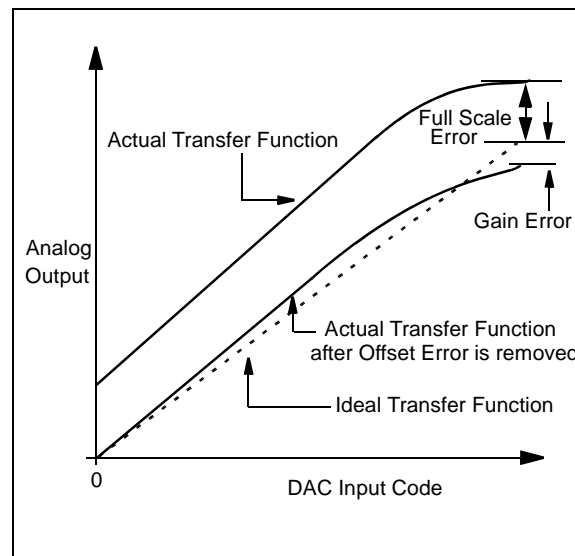 Full Scale
Error
Actual Transfer Function
Gain Error
Analog
Output
Actual Transfer Function
after Offset Error is removed
Ideal Transfer Function
0
DAC Input Code